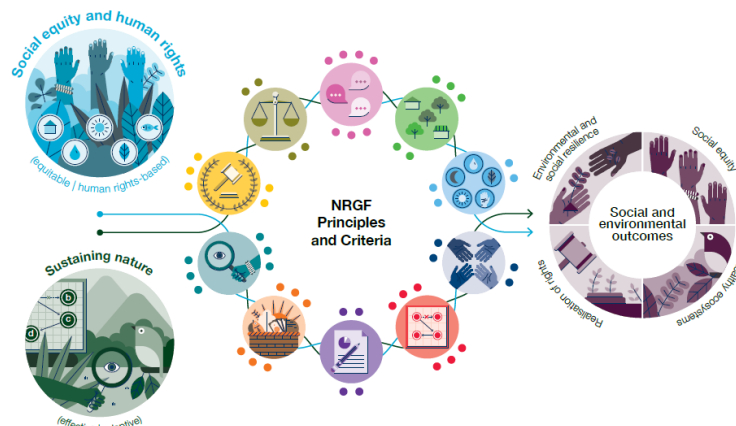 Social equity and human rights
(equitable | human rights-based)
Sustaining nature
b
c
d
NRGF
Principles
and Criteria
Environmental and
social resilience
Social equity
Social and
environmental
outcomes
Realisation of rights
ecosystems